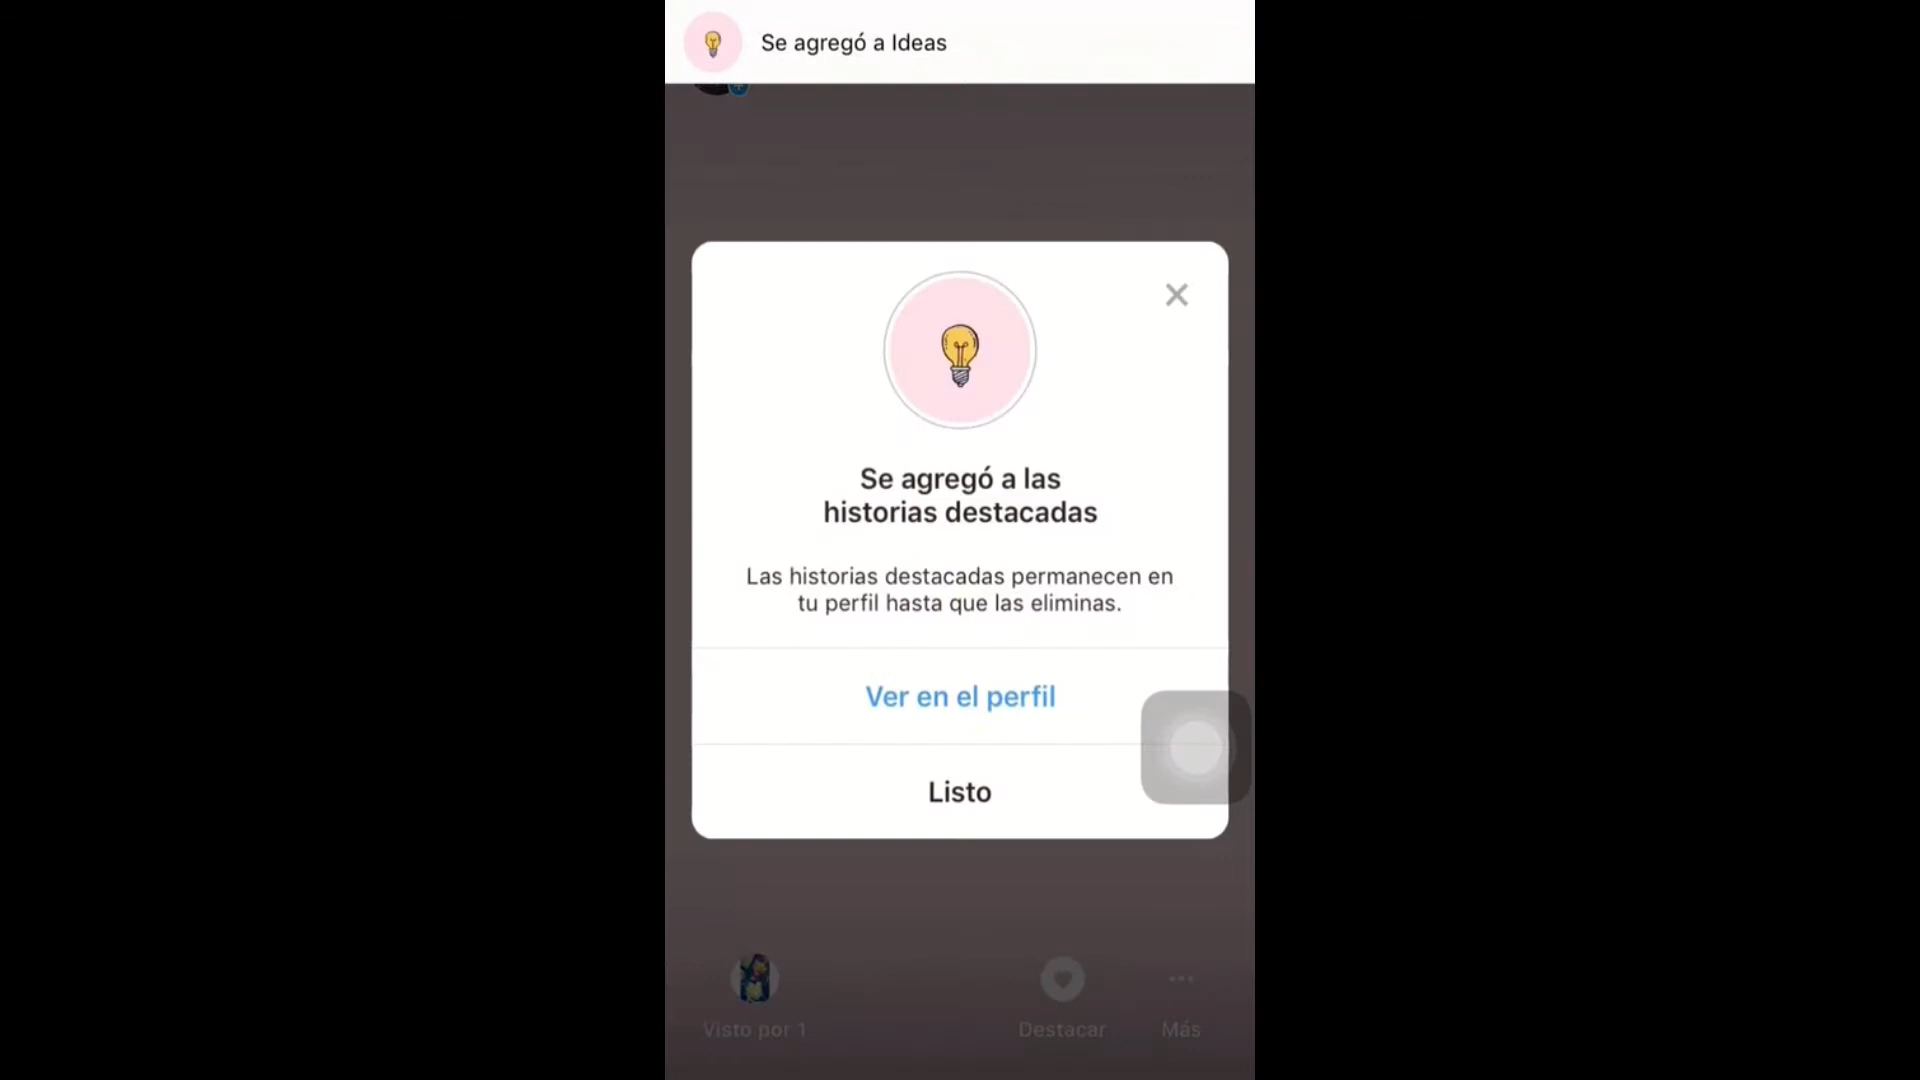 Se agregó a Ideas
Se agregó a las
historias destacadas
Las historias destacadas permanecen en
tu perfil hasta que las eliminas.
Ver en el perfil
Listo
Visto por 1
Destacar
Más